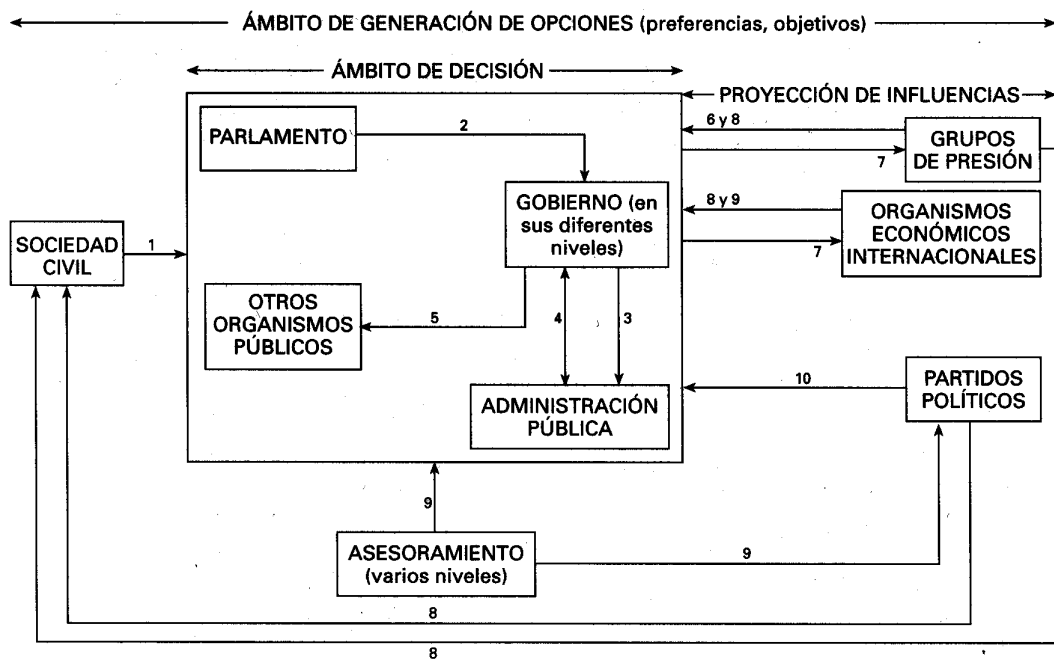 ÁMBITO DE GENERACIÓN DE OPCIONES (preferencias, objetivos)
ÁMBITO DE DECISIÓN
PROYECCIÓN DE INFLUENCIAS
PARLAMENTO
2
6 y 8
GRUPOS
DE PRESIÓN
7
GOBIERNO (en
sus diferentes
niveles)
8 y 9
ORGANISMOS
ECONÓMICOS
INTERNACIONALES
7
SOCIEDAD
CIVIL
1
OTROS
ORGANISMOS
PÚBLICOS
5
4
3
ADMINISTRACIÓN
PÚBLICA
10
PARTIDOS
POLÍTICOS
9
ASESORAMIENTO
(varios niveles)
9
8
8